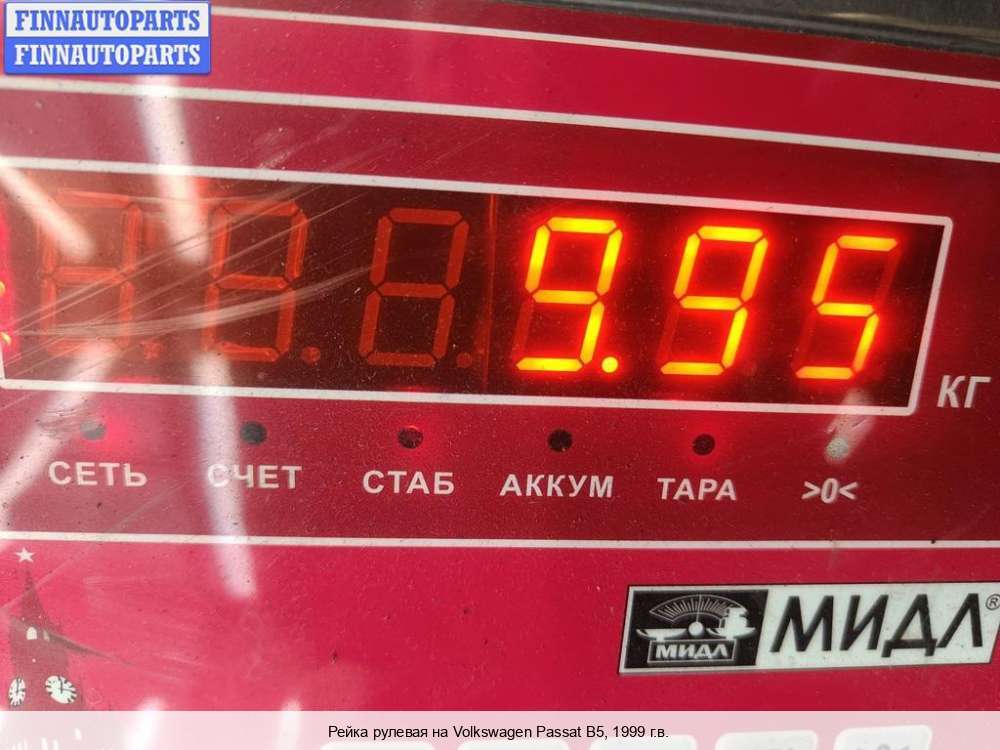 FINNAUTOPARTS
FINNAUTOPARTS
9.95
КГ
СЕТЬ СЧЕТ СТАБ АККУМ ТАРА >0<
МИДЛ МИДЛ®
Рейка рулевая на Volkswagen Passat B5, 1999 г.в.